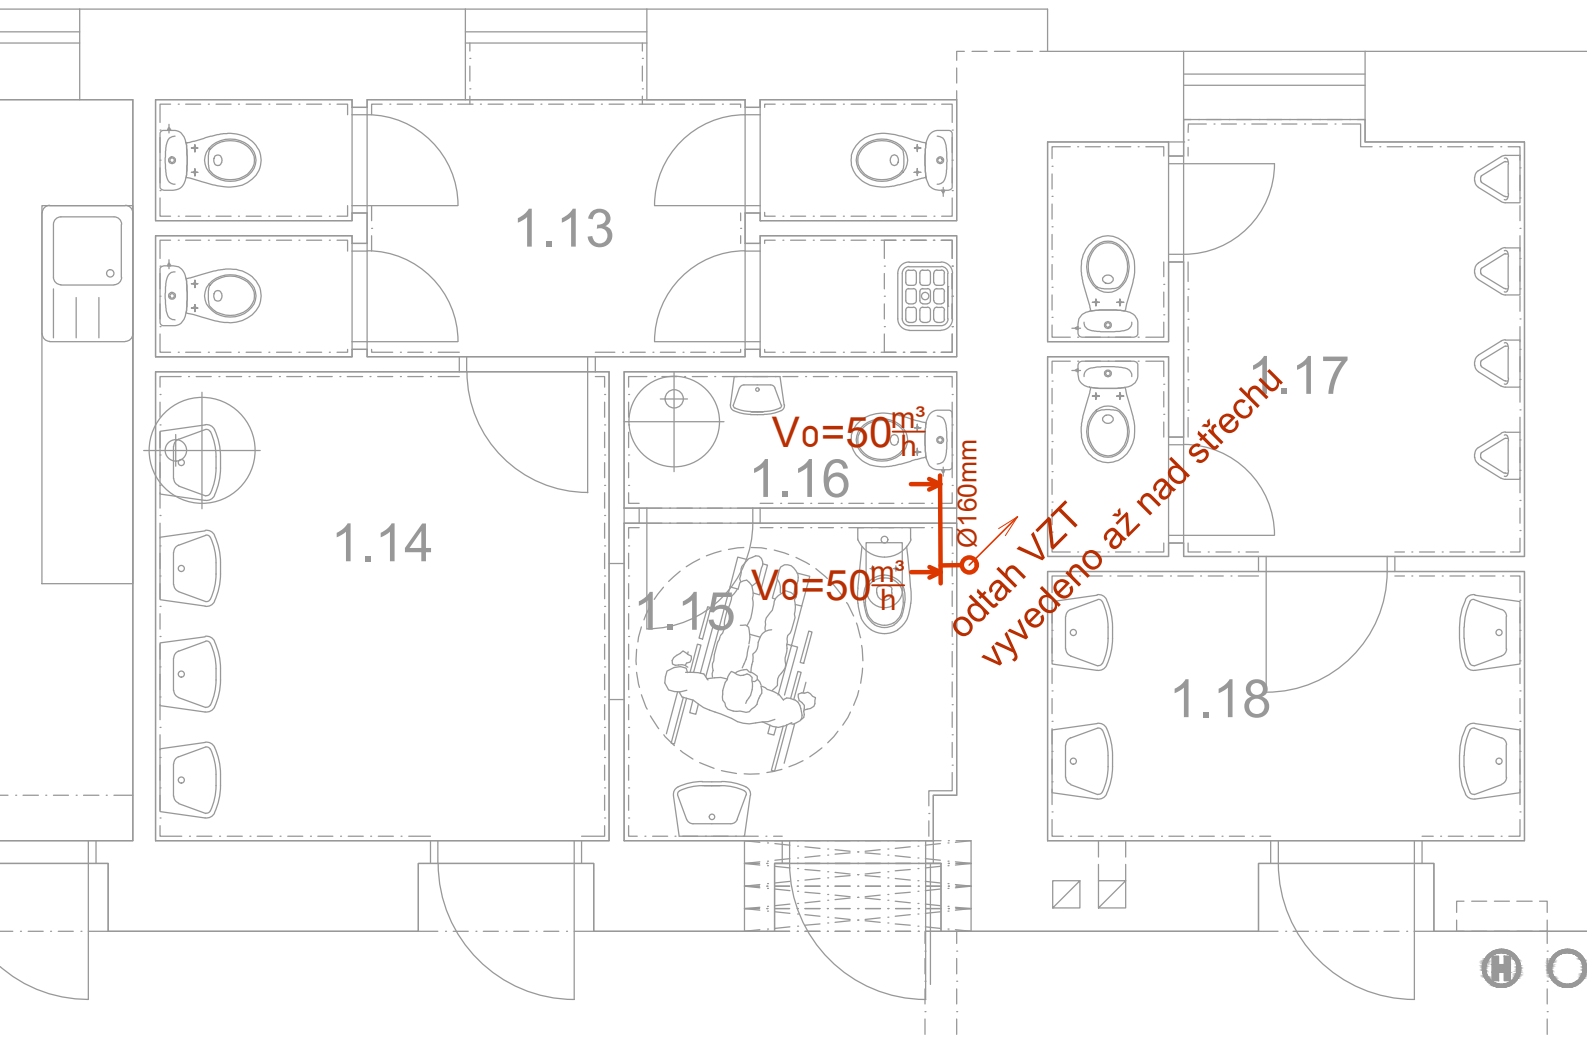 1.13
1.17
Vo=50 m³/h
1.16
Ø160mm
1.14
Vo=50 m³/h
1.15
odtah VZT
vyvedeno až nad střechu
1.18
H